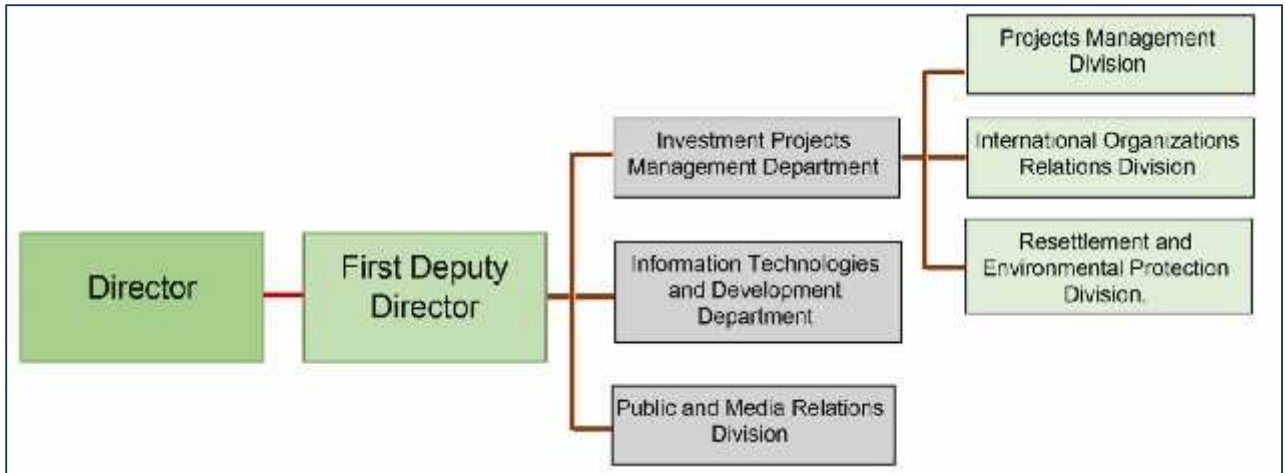 Director
First Deputy
Director
Investment Projects
Management Department
Information Technologies
and Development
Department
Public and Media Relations
Division
Projects Management
Division
International Organizations
Relations Division
Resettlement and
Environmental Protection
Division.